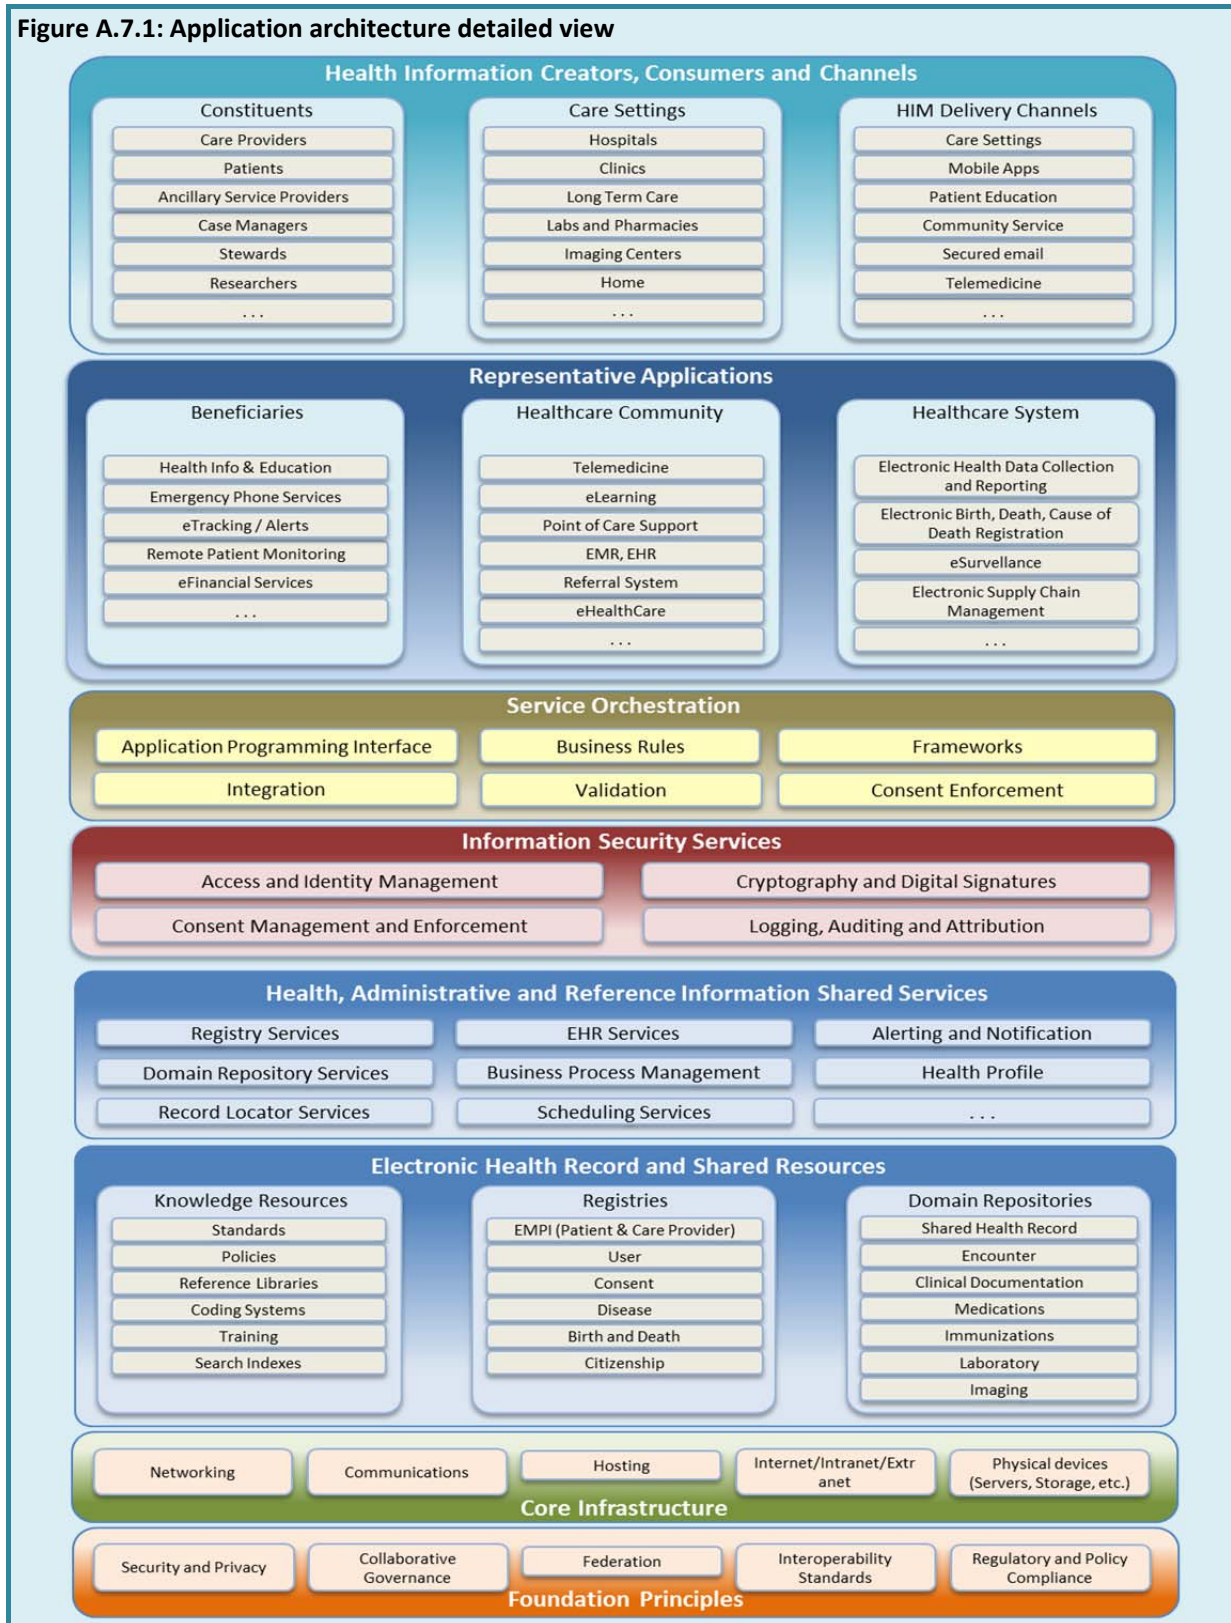 Figure A.7.1: Application architecture detailed view
Health Information Creators, Consumers and Channels
Constituents
Care Providers
Patients
Ancillary Service Providers
Case Managers
Stewards
Researchers
. . .
Care Settings
Hospitals
Clinics
Long Term Care
Labs and Pharmacies
Imaging Centers
Home
. . .
HIM Delivery Channels
Care Settings
Mobile Apps
Patient Education
Community Service
Secured email
Telemedicine
. . .
Representative Applications
Beneficiaries
Health Info & Education
Emergency Phone Services
eTracking / Alerts
Remote Patient Monitoring
eFinancial Services
. . .
Healthcare Community
Telemedicine
eLearning
Point of Care Support
EMR, EHR
Referral System
eHealthCare
. . .
Healthcare System
Electronic Health Data Collection
and Reporting
Electronic Birth, Death, Cause of
Death Registration
eSurvellance
Electronic Supply Chain
Management
. . .
Service Orchestration
Application Programming Interface
Business Rules
Frameworks
Integration
Validation
Consent Enforcement
Information Security Services
Access and Identity Management
Cryptography and Digital Signatures
Consent Management and Enforcement
Logging, Auditing and Attribution
Health, Administrative and Reference Information Shared Services
Registry Services
EHR Services
Alerting and Notification
Domain Repository Services
Business Process Management
Health Profile
Record Locator Services
Scheduling Services
. . .
Electronic Health Record and Shared Resources
Knowledge Resources
Standards
Policies
Reference Libraries
Coding Systems
Training
Search Indexes
Registries
EMPI (Patient & Care Provider)
User
Consent
Disease
Birth and Death
Citizenship
Domain Repositories
Shared Health Record
Encounter
Clinical Documentation
Medications
Immunizations
Laboratory
Imaging
Networking
Communications
Hosting
Internet/Intranet/Extr
anet
Physical devices
(Servers, Storage, etc.)
Core Infrastructure
Security and Privacy
Collaborative
Governance
Federation
Interoperability
Standards
Regulatory and Policy
Compliance
Foundation Principles